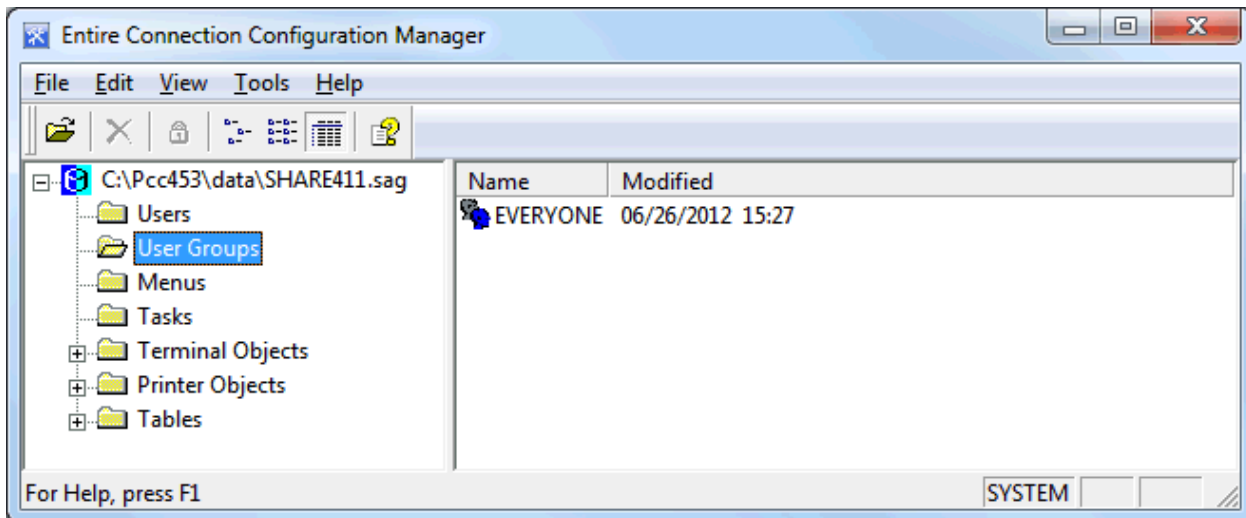 Entire Connection Configuration Manager
File Edit View Tools Help
C:\Pcc453\data\SHARE411.sag
Users
User Groups
Menus
Tasks
Terminal Objects
Printer Objects
Tables
Name Modified
EVERYONE 06/26/2012 15:27
For Help, press F1 SYSTEM